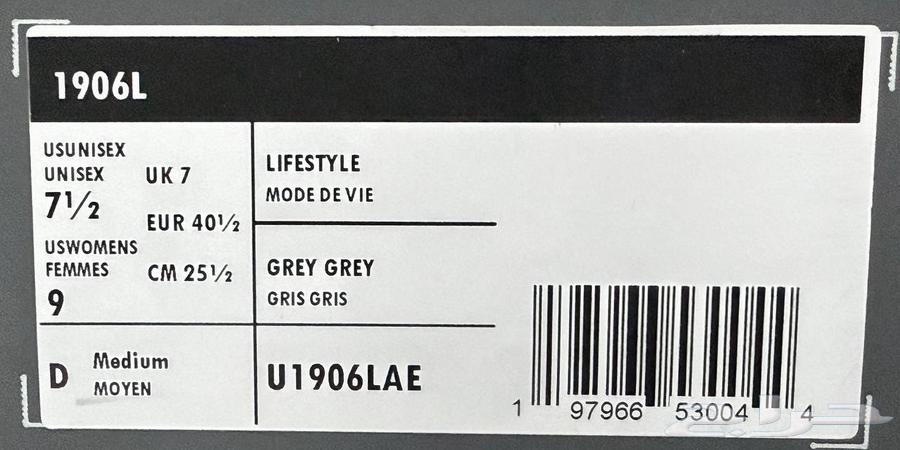 1906L
USUNISEX
UNISEX
7½
UK 7
EUR 40½
USWOMENS
FEMMES
9
CM 25½
LIFESTYLE
MODE DE VIE
GREY GREY
GRIS GRIS
D
Medium
MOYEN
U1906LAE
1 97966 53004 4
حراج